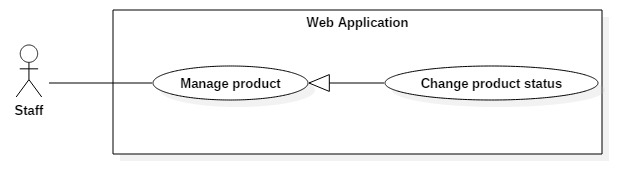 Web Application
Manage product
Change product status
Staff